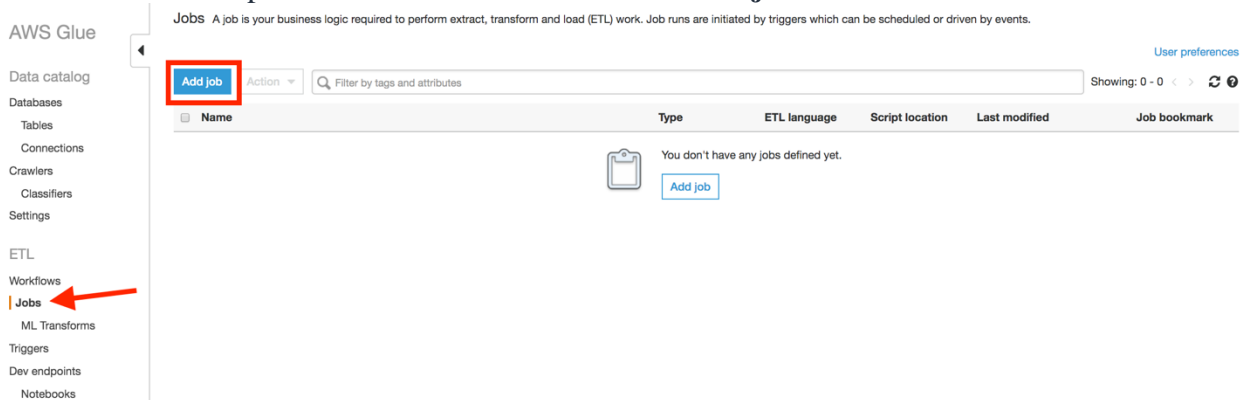 Jobs A job is your business logic required to perform extract, transform and load (ETL) work. Job runs are initiated by triggers which can be scheduled or driven by events.
AWS Glue
User preferences
Data catalog
Add job Action Filter by tags and attributes Showing: 0 - 0 < >
Databases
Name Type ETL language Script location Last modified Job bookmark
Tables
Connections
You don't have any jobs defined yet.
Crawlers
Add job
Classifiers
Settings
ETL
Workflows
Jobs
ML Transforms
Triggers
Dev endpoints
Notebooks